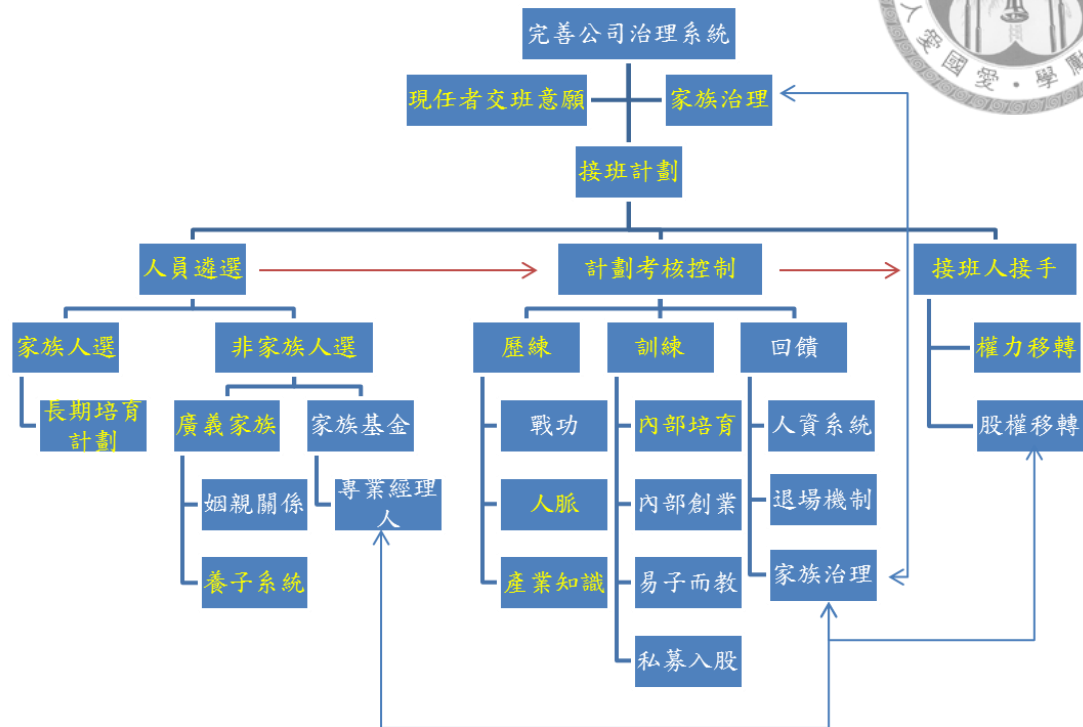 完善公司治理系統
人愛國愛·學勵
現任者交班意願
家族治理
接班計劃
人員遴選
計劃考核控制
接班人接手
家族人選
非家族人選
歷練
訓練
回饋
權力移轉
長期培育
計劃
廣義家族
家族基金
戰功
內部培育
人資系統
股權移轉
姻親關係
專業經理
人
人脈
內部創業
退場機制
養子系統
產業知識
易子而教
家族治理
私募入股